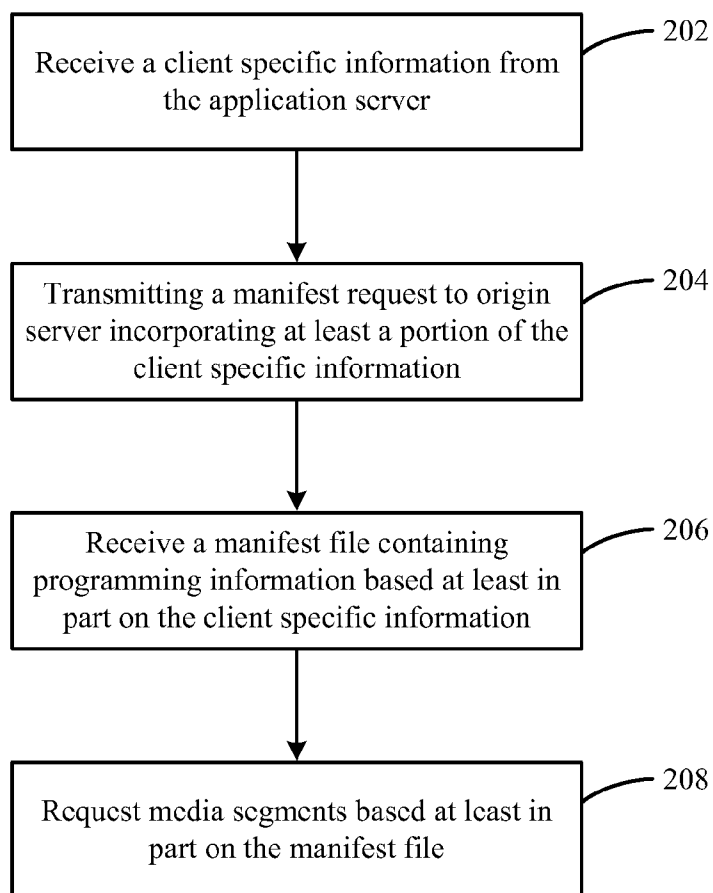 202
Receive a client specific information from
the application server
204
Transmitting a manifest request to origin
server incorporating at least a portion of the
client specific information
206
Receive a manifest file containing
programming information based at least in
part on the client specific information
208
Request media segments based at least in
part on the manifest file